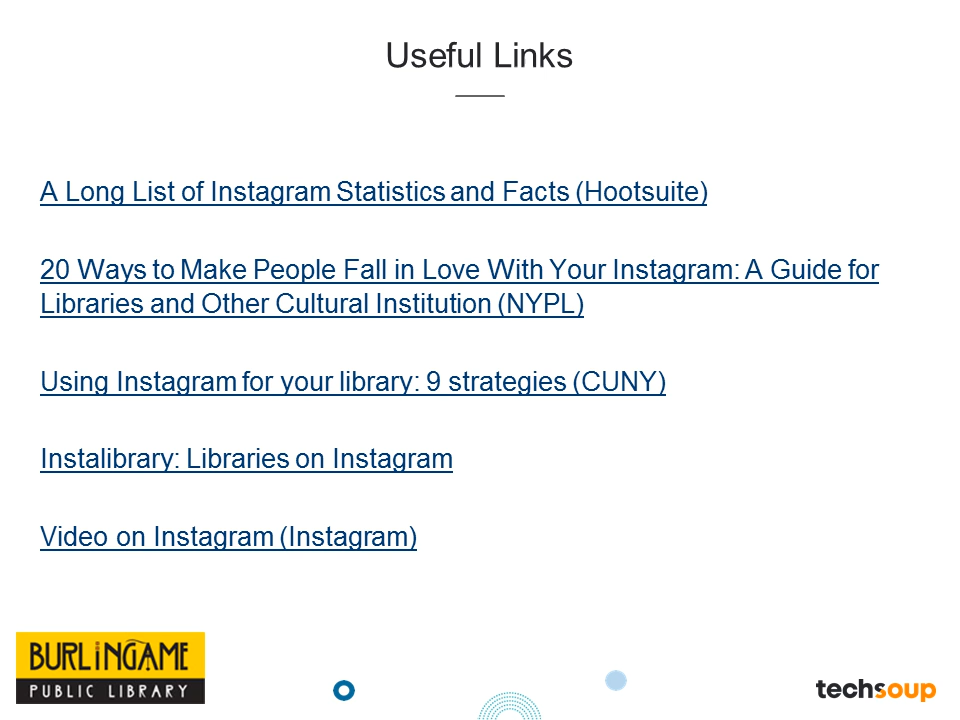 Useful Links
A Long List of Instagram Statistics and Facts (Hootsuite)
20 Ways to Make People Fall in Love With Your Instagram: A Guide for
Libraries and Other Cultural Institution (NYPL)
Using Instagram for your library: 9 strategies (CUNY)
Instalibrary: Libraries on Instagram
Video on Instagram (Instagram)
BURLINGAME
PUBLIC LIBRARY
techsoup